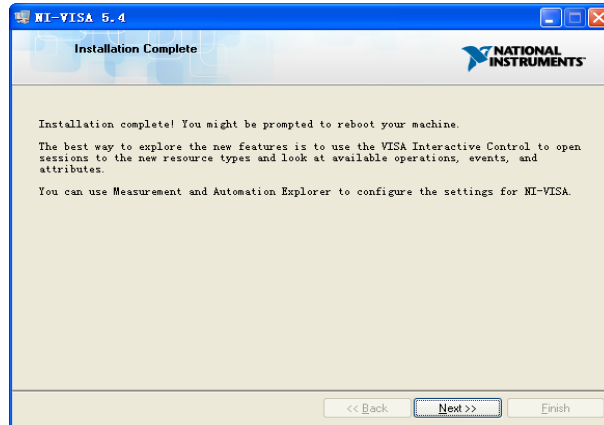 NI-VISA 5.4
Installation Complete
NATIONAL
INSTRUMENTS
Installation complete! You might be prompted to reboot your machine.
The best way to explore the new features is to use the VISA Interactive Control to open
sessions to the new resource types and look at available operations, events, and
attributes.
You can use Measurement and Automation Explorer to configure the settings for NI-VISA.
<< Back
Next >>
Finish